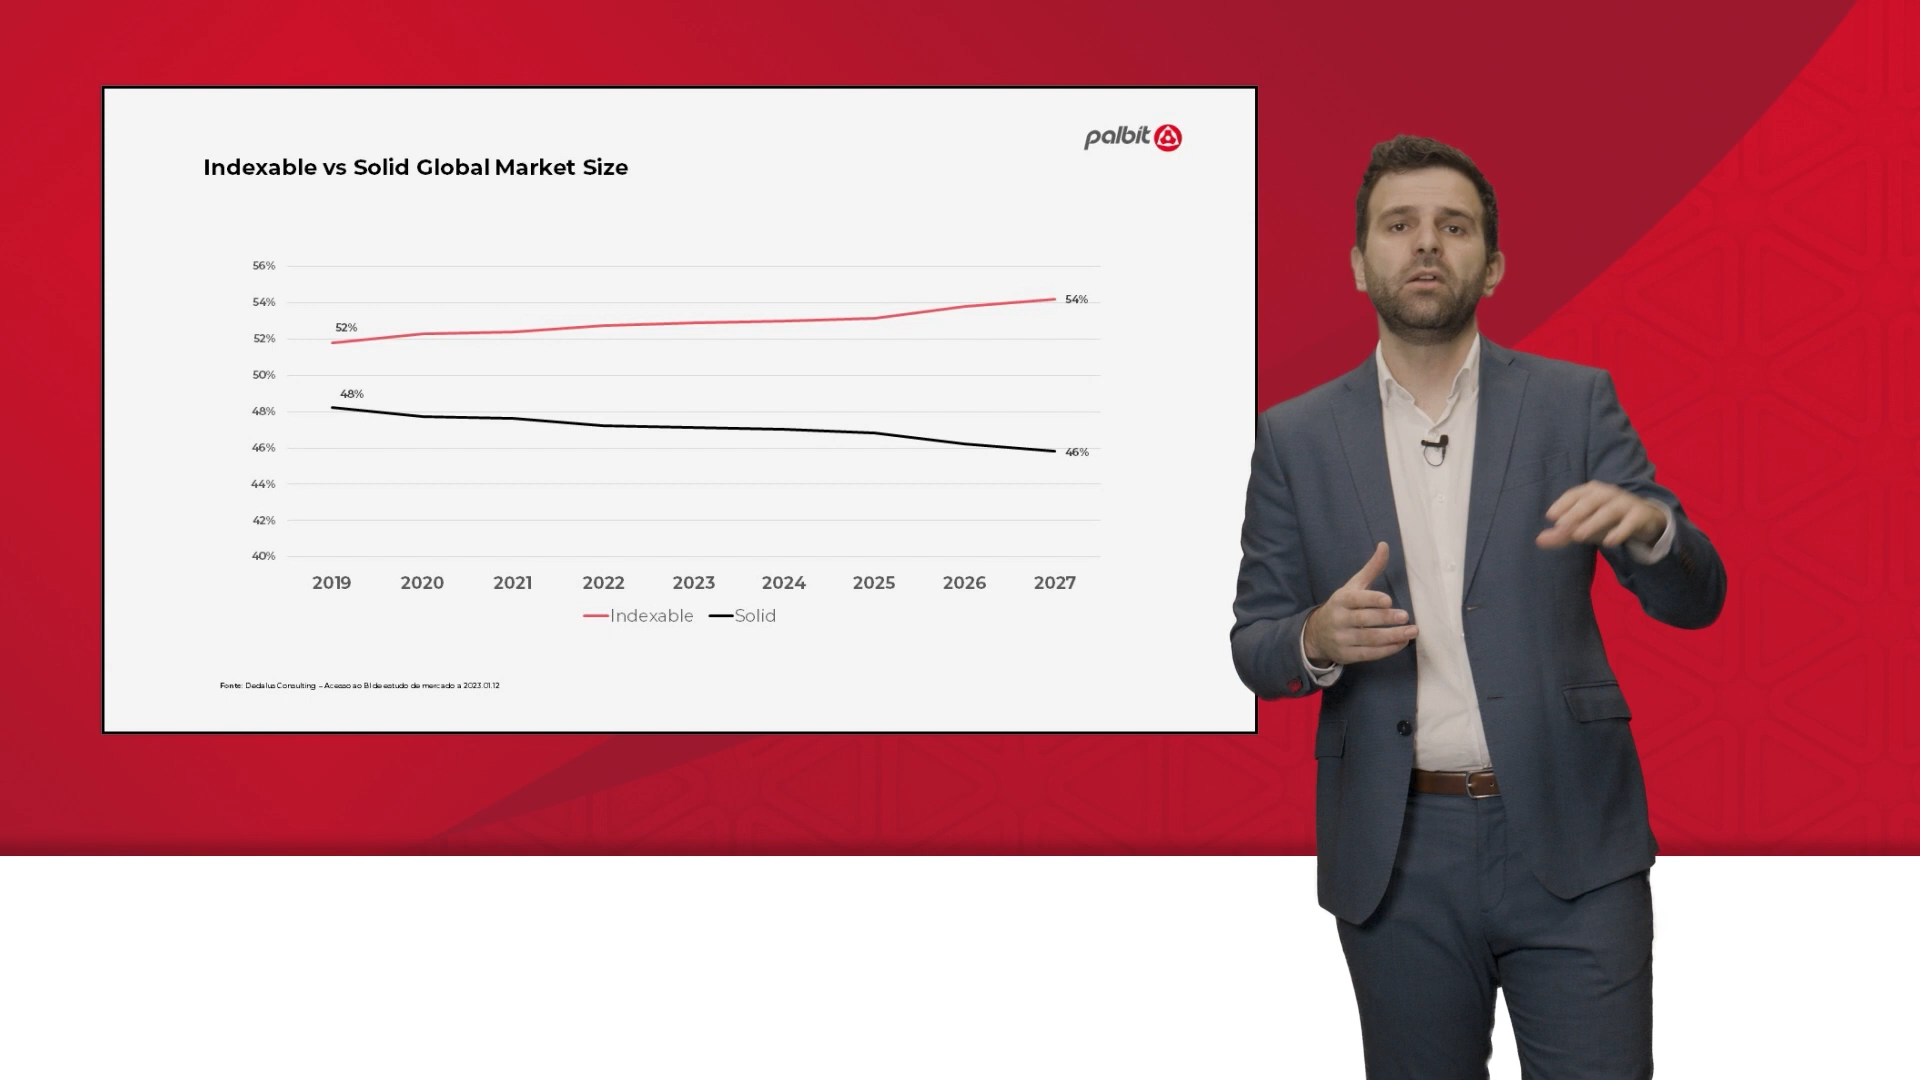 palbit
Indexable vs Solid Global Market Size
56%
54%
52%
50%
48%
46%
44%
42%
40%
52%
54%
48%
46%
2019 2020 2021 2022 2023 2024 2025 2026 2027
Indexable Solid
Fonte: Dedalus Consulting – Acesso ao BI de estudo de mercado a 2023.01.12